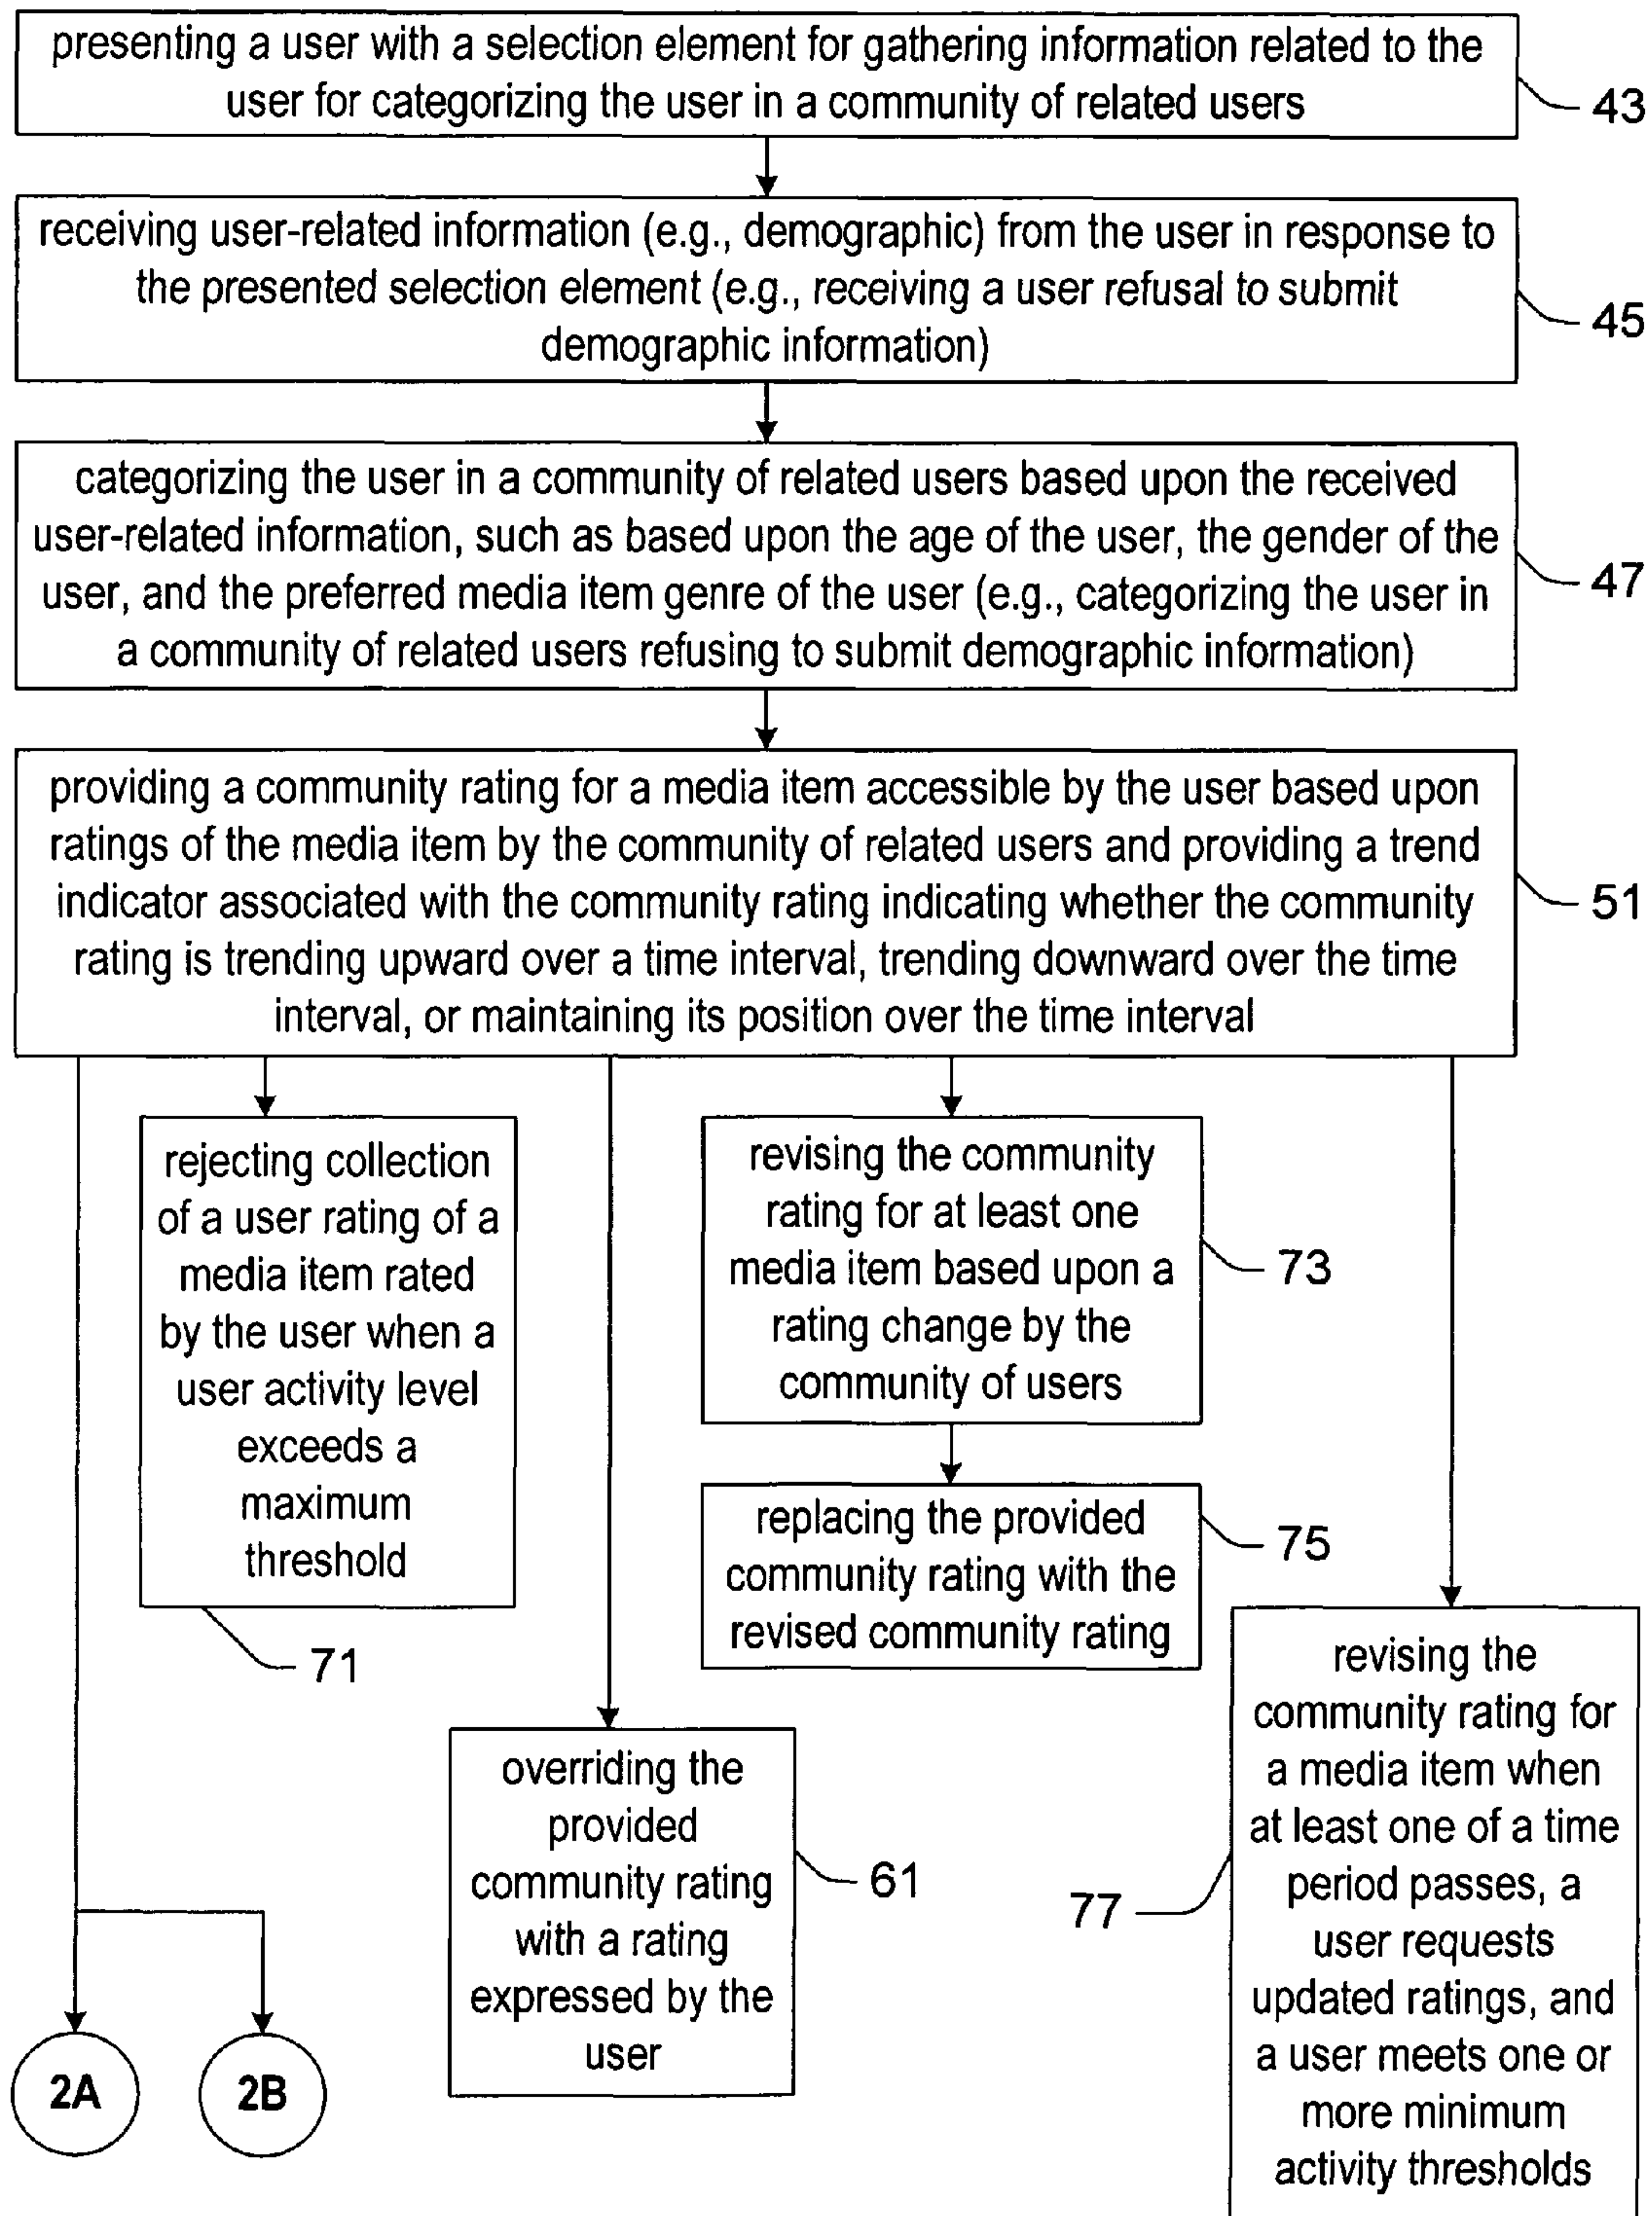 presenting a user with a selection element for gathering information related to the
user for categorizing the user in a community of related users
43
receiving user-related information (e.g., demographic) from the user in response to
the presented selection element (e.g., receiving a user refusal to submit
demographic information)
45
categorizing the user in a community of related users based upon the received
user-related information, such as based upon the age of the user, the gender of the
user, and the preferred media item genre of the user (e.g., categorizing the user in
a community of related users refusing to submit demographic information)
47
providing a community rating for a media item accessible by the user based upon
ratings of the media item by the community of related users and providing a trend
indicator associated with the community rating indicating whether the community
rating is trending upward over a time interval, trending downward over the time
interval, or maintaining its position over the time interval
51
rejecting collection
of a user rating of a
media item rated
by the user when a
user activity level
exceeds a
maximum
threshold
71
revising the community
rating for at least one
media item based upon a
rating change by the
community of users
73
replacing the provided
community rating with the
revised community rating
75
overriding the
provided
community rating
with a rating
expressed by the
user
61
revising the
community rating for
a media item when
at least one of a time
period passes, a
user requests
updated ratings, and
a user meets one or
more minimum
activity thresholds
77
2A
2B